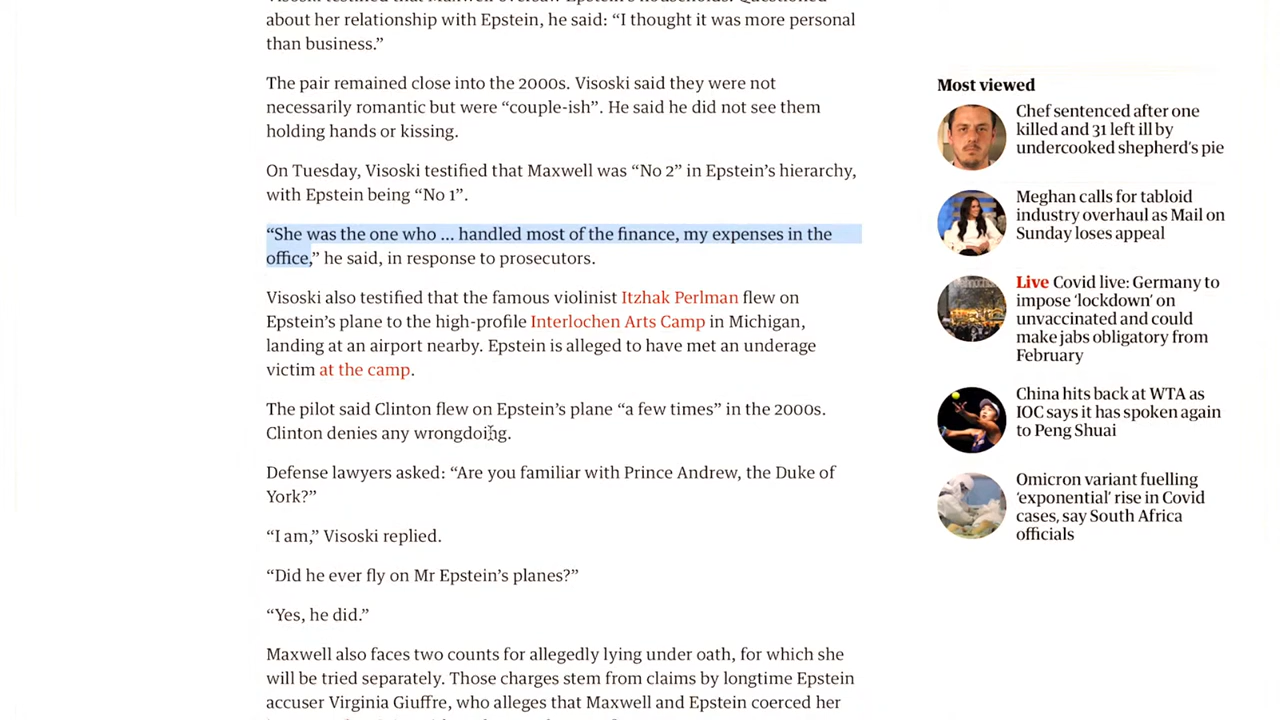 about her relationship with Epstein, he said: “I thought it was more personal
than business.”
The pair remained close into the 2000s. Visoski said they were not
necessarily romantic but were “couple-ish”. He said he did not see them
holding hands or kissing.
On Tuesday, Visoski testified that Maxwell was “No 2” in Epstein’s hierarchy,
with Epstein being “No 1”.
“She was the one who ... handled most of the finance, my expenses in the
office,” he said, in response to prosecutors.
Visoski also testified that the famous violinist Itzhak Perlman flew on
Epstein’s plane to the high-profile Interlochen Arts Camp in Michigan,
landing at an airport nearby. Epstein is alleged to have met an underage
victim at the camp.
The pilot said Clinton flew on Epstein’s plane “a few times” in the 2000s.
Clinton denies any wrongdoing.
Defense lawyers asked: “Are you familiar with Prince Andrew, the Duke of
York?”
“I am,” Visoski replied.
“Did he ever fly on Mr Epstein’s planes?”
“Yes, he did.”
Maxwell also faces two counts for allegedly lying under oath, for which she
will be tried separately. Those charges stem from claims by longtime Epstein
accuser Virginia Giuffre, who alleges that Maxwell and Epstein coerced her
Most viewed
Chef sentenced after one
killed and 31 left ill by
undercooked shepherd’s pie
Meghan calls for tabloid
industry overhaul as Mail on
Sunday loses appeal
Live Covid live: Germany to
impose ‘lockdown’ on
unvaccinated and could
make jabs obligatory from
February
China hits back at WTA as
IOC says it has spoken again
to Peng Shuai
Omicron variant fuelling
‘exponential’ rise in Covid
cases, say South Africa
officials